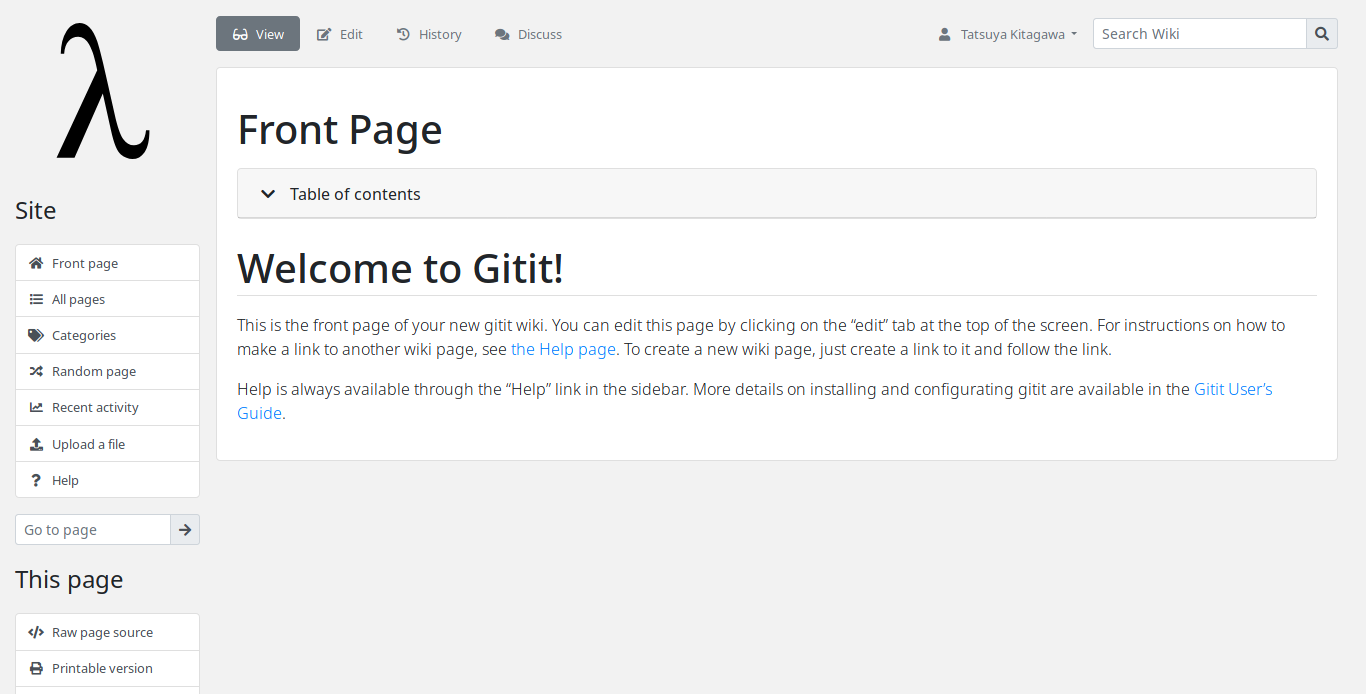 λ
Site
Front page
All pages
Categories
Random page
Recent activity
Upload a file
Help
Go to page
This page
Raw page source
Printable version
View Edit History Discuss Tatsuya Kitagawa Search Wiki
Front Page
Table of contents
Welcome to Gitit!
This is the front page of your new gitit wiki. You can edit this page by clicking on the “edit” tab at the top of the screen. For instructions on how to
make a link to another wiki page, see the Help page. To create a new wiki page, just create a link to it and follow the link.
Help is always available through the “Help” link in the sidebar. More details on installing and configurating gitit are available in the Gitit User’s
Guide.